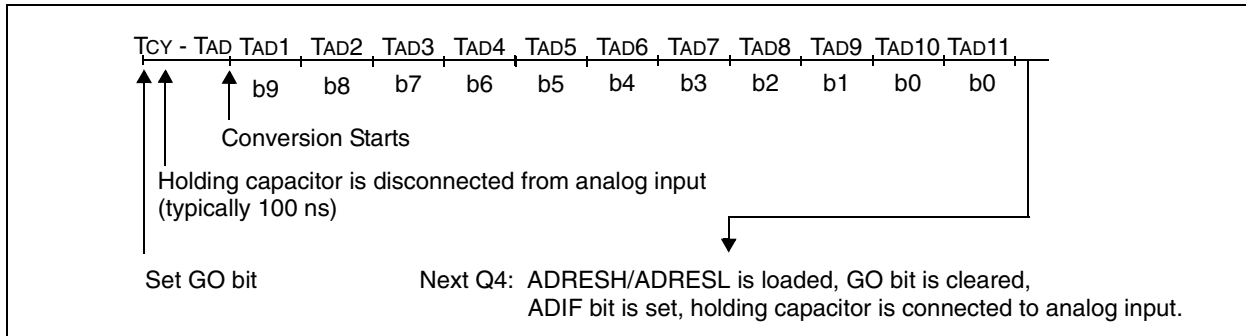 TCY - TAD TAD1 TAD2 TAD3 TAD4 TAD5 TAD6 TAD7 TAD8 TAD9 TAD10 TAD11
b9 b8 b7 b6 b5 b4 b3 b2 b1 b0 b0
Conversion Starts
Holding capacitor is disconnected from analog input
(typically 100 ns)
Set GO bit
Next Q4: ADRESH/ADRESL is loaded, GO bit is cleared,
ADIF bit is set, holding capacitor is connected to analog input.